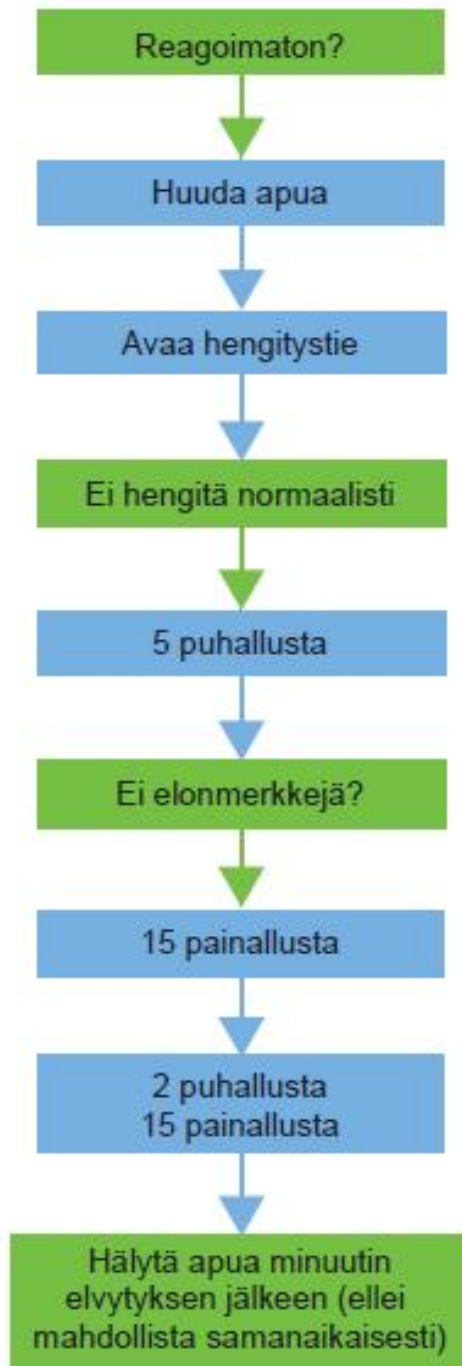 Reagoimaton?
Huuda apua
Avaa hengitystie
Ei hengitä normaalisti
5 puhallusta
Ei elonmerkkejä?
15 painallusta
2 puhallusta
15 painallusta
Hälytä apua minuutin
elvytyksen jälkeen (ellei
mahdollista samanaikaisesti)